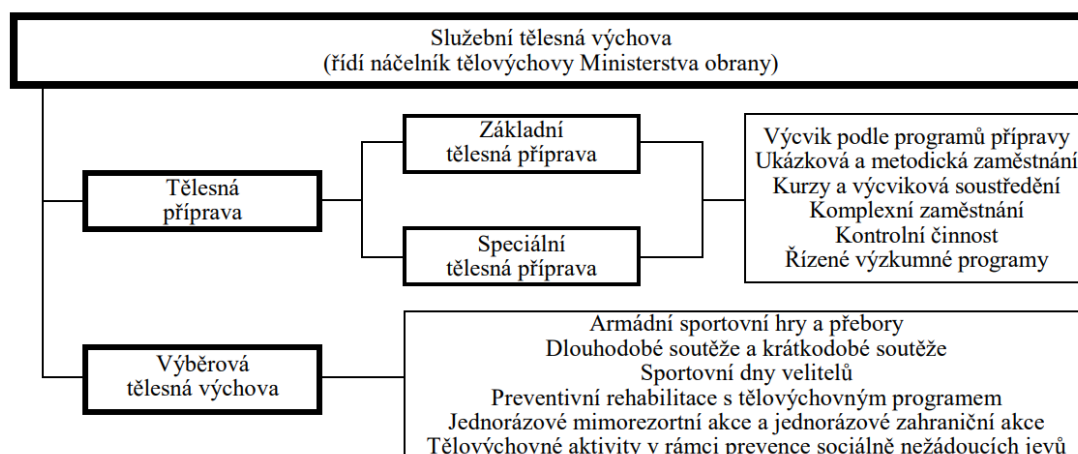 Služební tělesná výchova
(řídí náčelník tělovýchovy Ministerstva obrany)
Tělesná
příprava
Základní
tělesná příprava
Speciální
tělesná příprava
Výcvik podle programů přípravy
Ukázková a metodická zaměstnání
Kurzy a výcviková soustředění
Komplexní zaměstnání
Kontrolní činnost
Řízené výzkumné programy
Výběrová
tělesná výchova
Armádní sportovní hry a přebory
Dlouhodobé soutěže a krátkodobé soutěže
Sportovní dny velitelů
Preventivní rehabilitace s tělovýchovným programem
Jednorázové mimorezortní akce a jednorázové zahraniční akce
Tělovýchovné aktivity v rámci prevence sociálně nežádoucích jevů